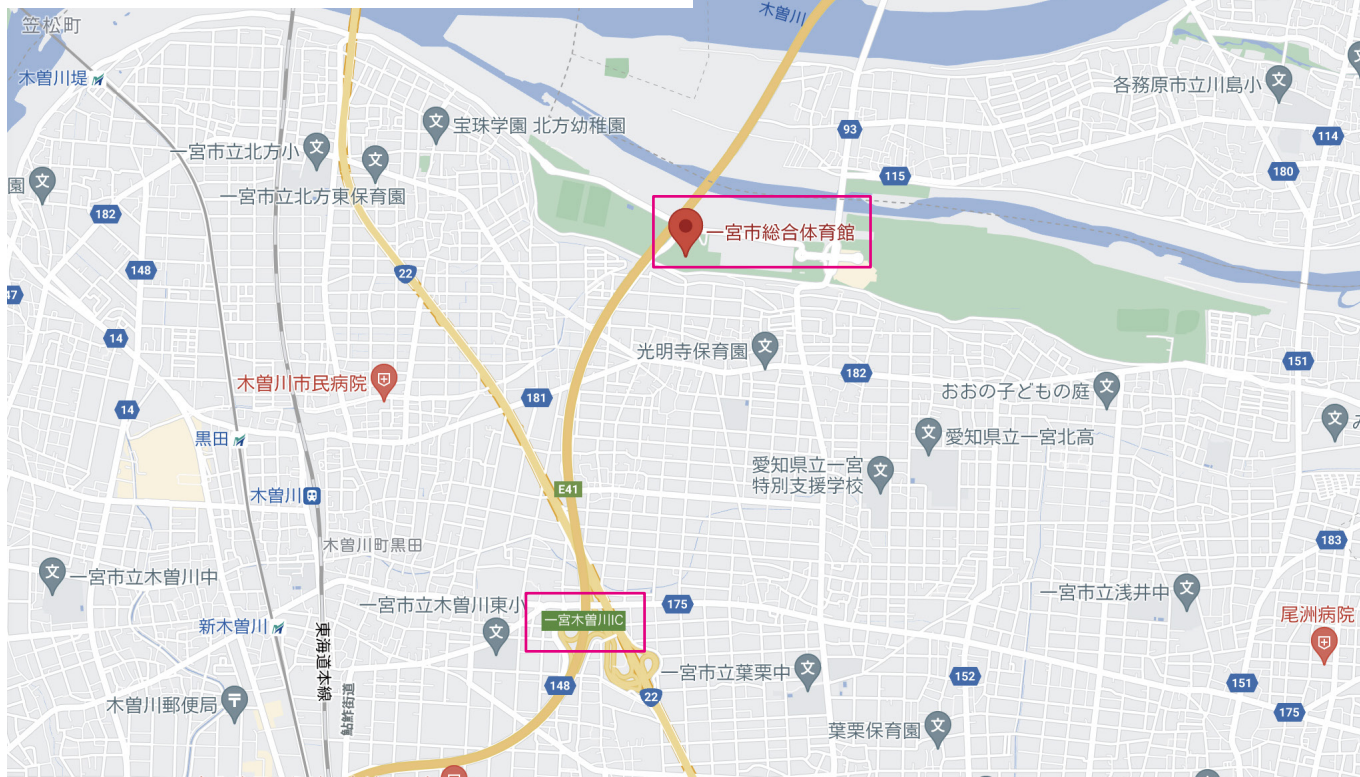 笠松町
木曽川
木曽川堤
各務原市立川島小
宝珠学園 北方幼稚園
93
114
一宮市立北方小
180
園
115
一宮市立北方東保育園
182
一宮市総合体育館
148
22
47
14
光明寺保育園
151
182
木曽川市民病院
おおの子どもの庭
181
14
み
黒田
愛知県立一宮北高
愛知県立一宮
特別支援学校
E41
木曽川
183
木曽川町黒田
一宮市立木曽川中
一宮市立浅井中
一宮市立木曽川東小
175
尾洲病院
一宮木曽川IC
新木曽川
東海道本線
一宮市立葉栗中
152
151
148
22
木曽川郵便局
鮎鮓街道
175
葉栗保育園